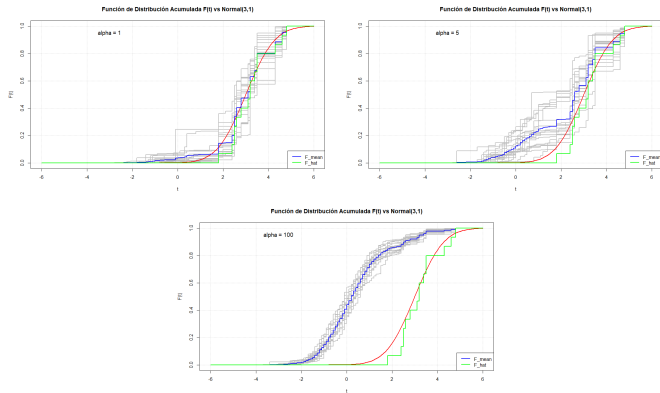 Función de Distribución Acumulada F(t) vs Normal(3,1)
alpha = 1
F(t)
0.0 0.2 0.4 0.6 0.8 1.0
-6 -4 -2 0 2 4 6
t
F_mean
F_hat
Función de Distribución Acumulada F(t) vs Normal(3,1)
alpha = 5
F(t)
0.0 0.2 0.4 0.6 0.8 1.0
-6 -4 -2 0 2 4 6
t
F_mean
F_hat
Función de Distribución Acumulada F(t) vs Normal(3,1)
alpha = 100
F(t)
0.0 0.2 0.4 0.6 0.8 1.0
-6 -4 -2 0 2 4 6
t
F_mean
F_hat